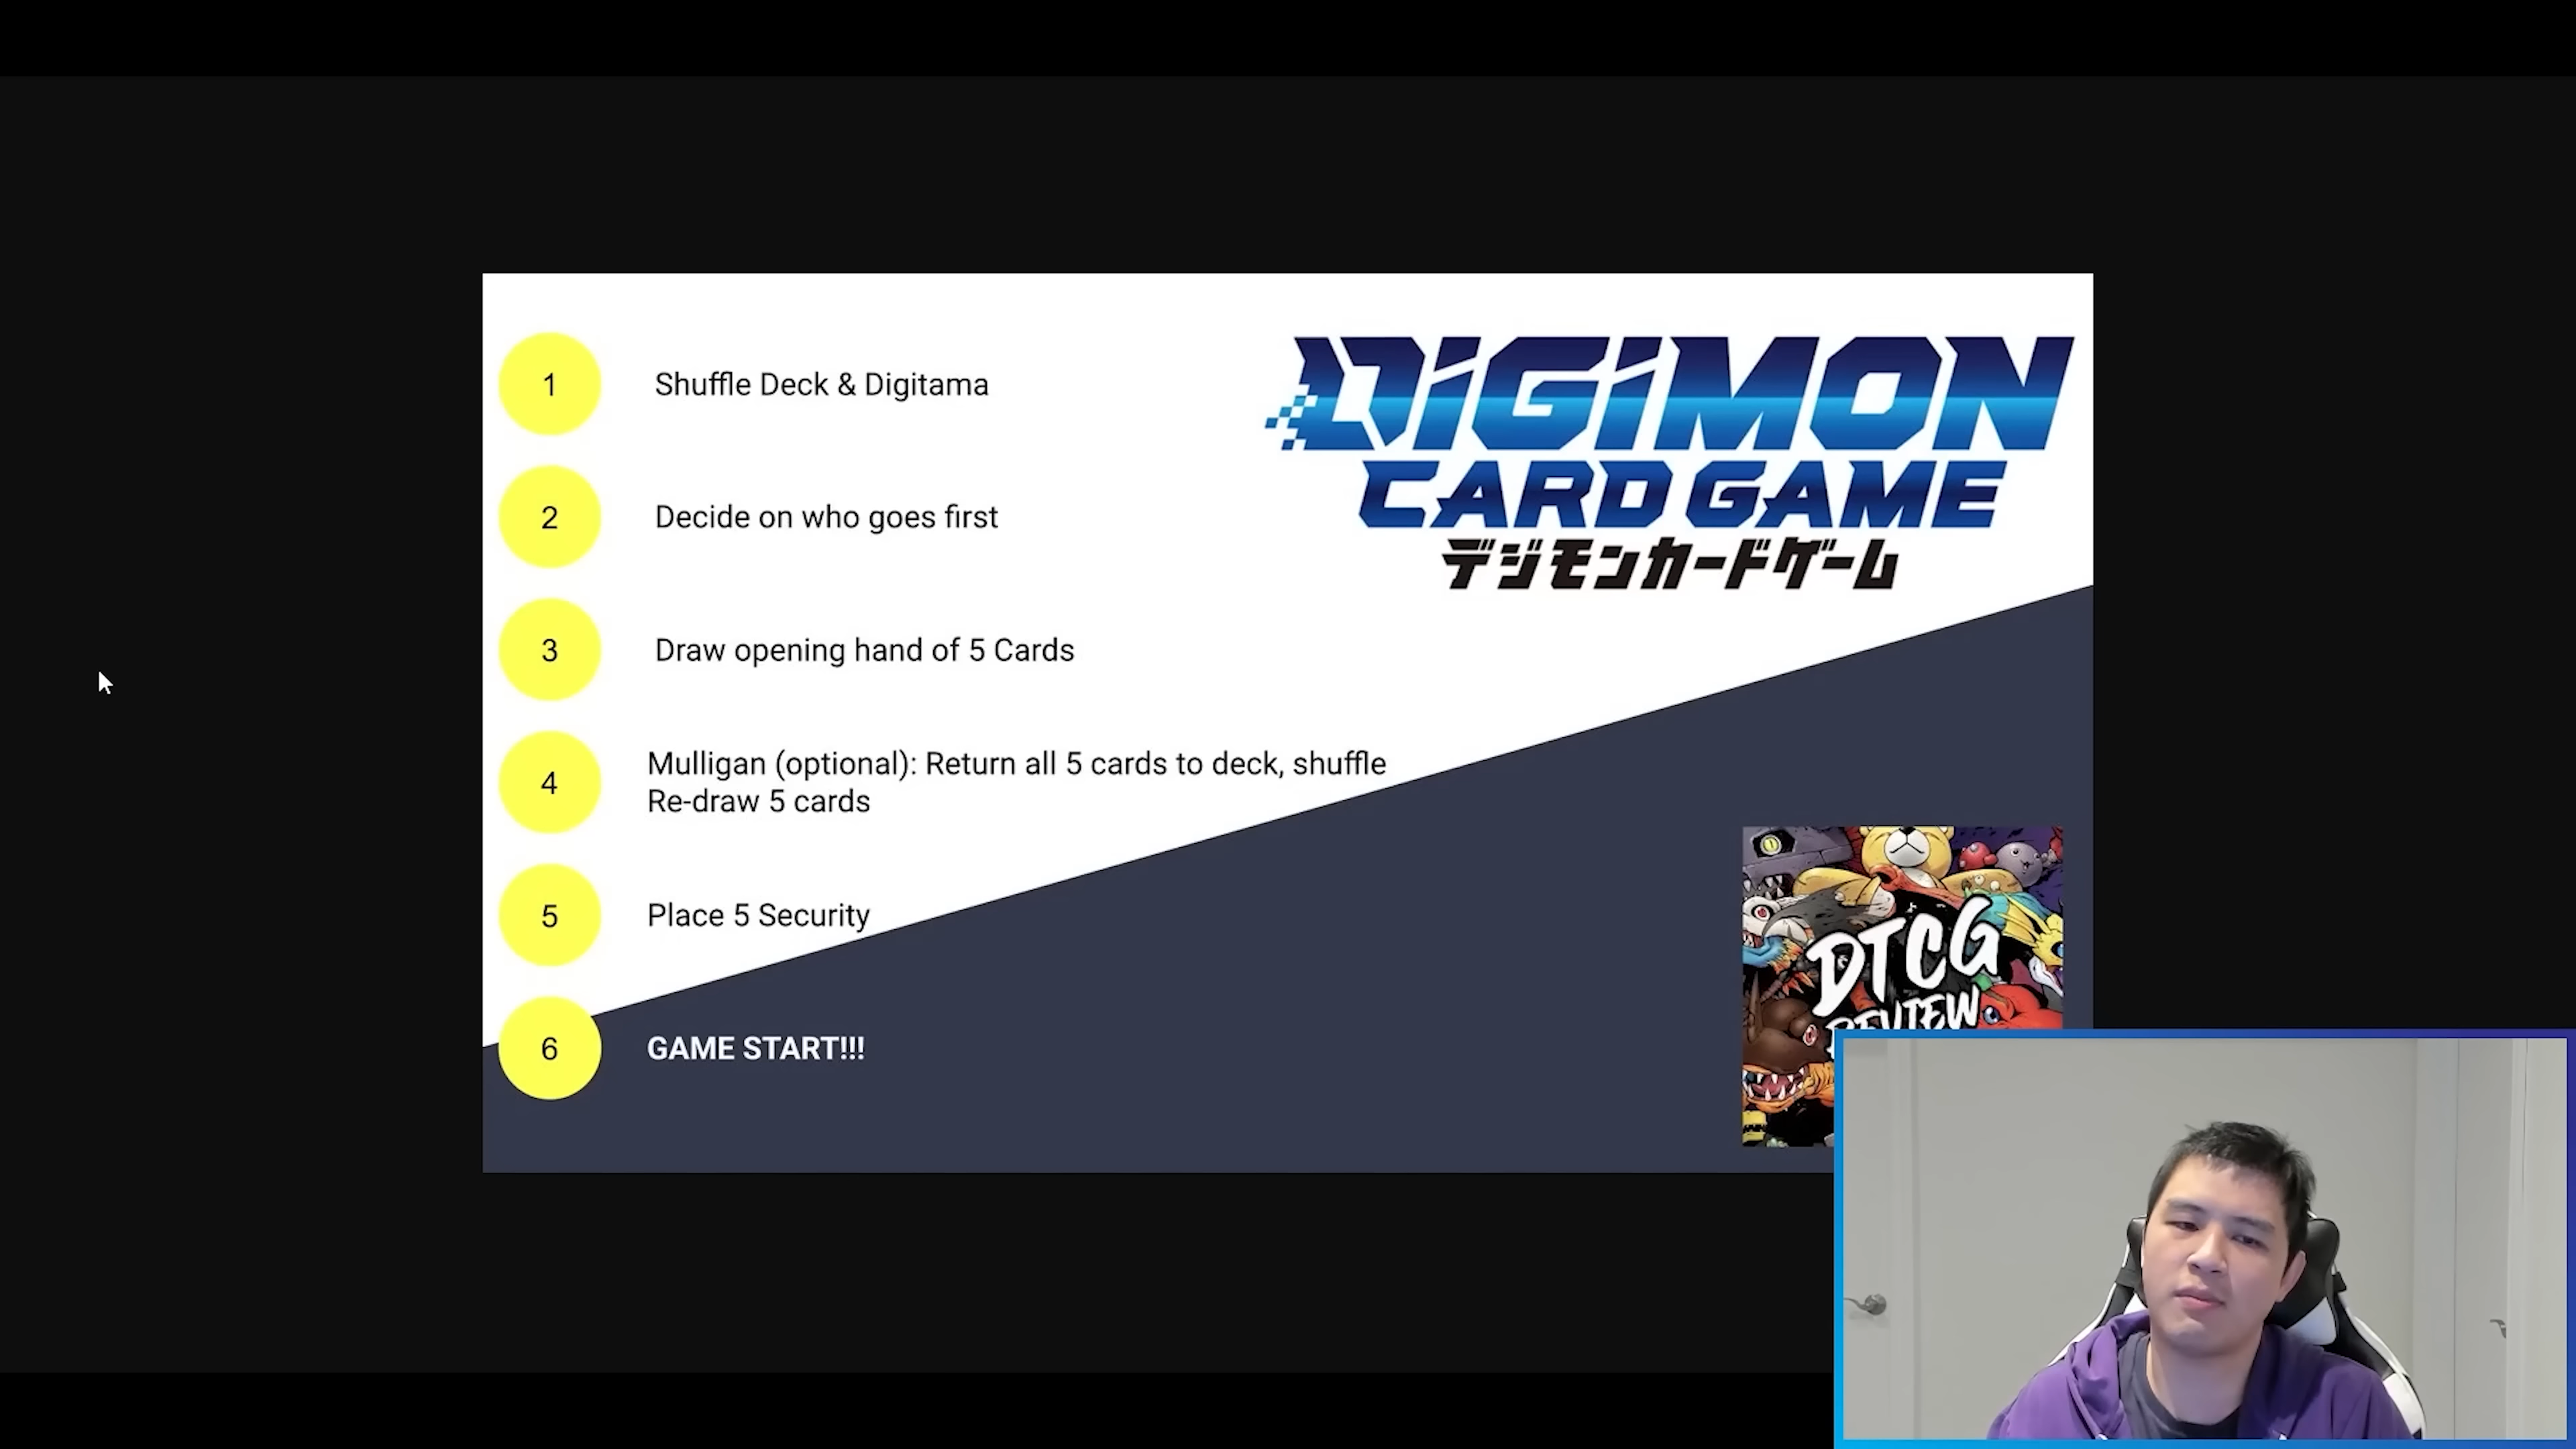 1
Shuffle Deck & Digitama
2
Decide on who goes first
3
Draw opening hand of 5 Cards
4
Mulligan (optional): Return all 5 cards to deck, shuffle
Re-draw 5 cards
5
Place 5 Security
6
GAME START!!!
DIGIMON
CARD GAME
デジモンカードゲーム
DTCG
REVIEW